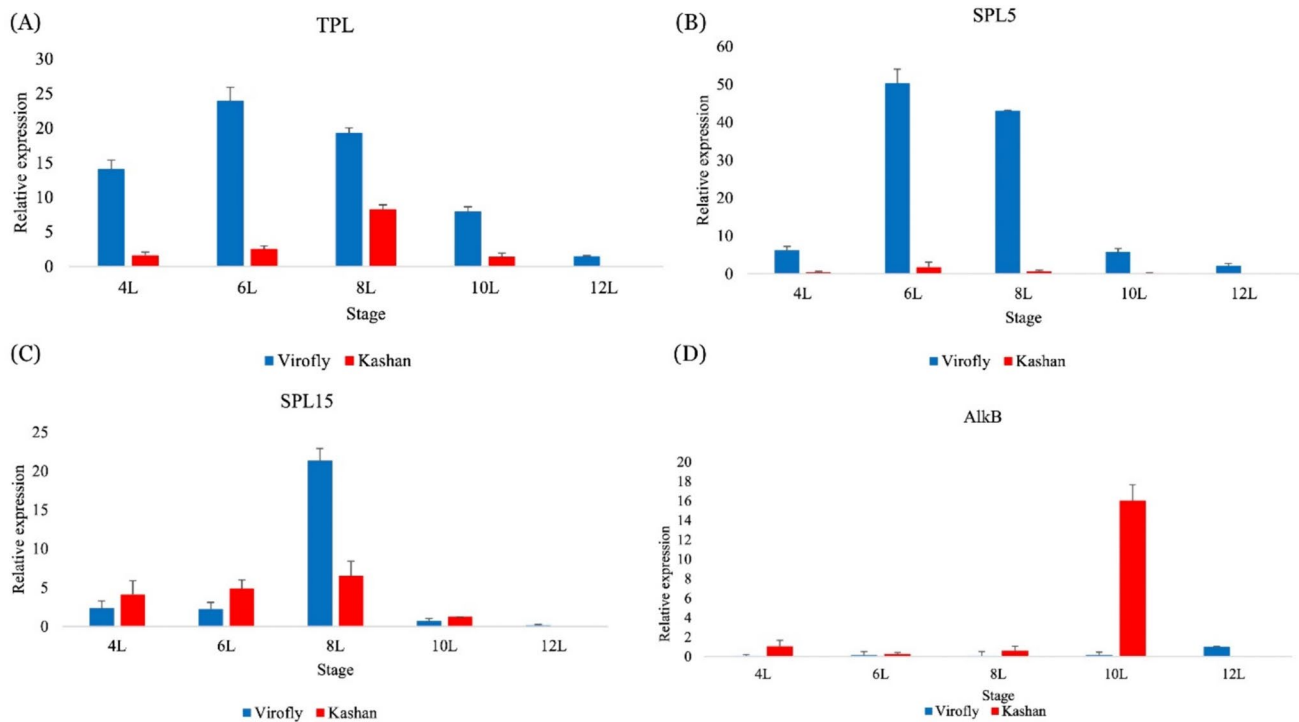 (A)
TPL
Relative expression
30
25
20
15
10
5
0
4L 6L 8L 10L 12L
Stage
Virofly Kashan
(B)
SPL5
Relative expression
60
50
40
30
20
10
0
4L 6L 8L 10L 12L
Stage
Virofly Kashan
(C)
SPL15
Relative expression
25
20
15
10
5
0
4L 6L 8L 10L 12L
Stage
Virofly Kashan
(D)
AlkB
Relative expression
20
18
16
14
12
10
8
6
4
2
0
4L 6L 8L 10L 12L
Stage
Virofly Kashan